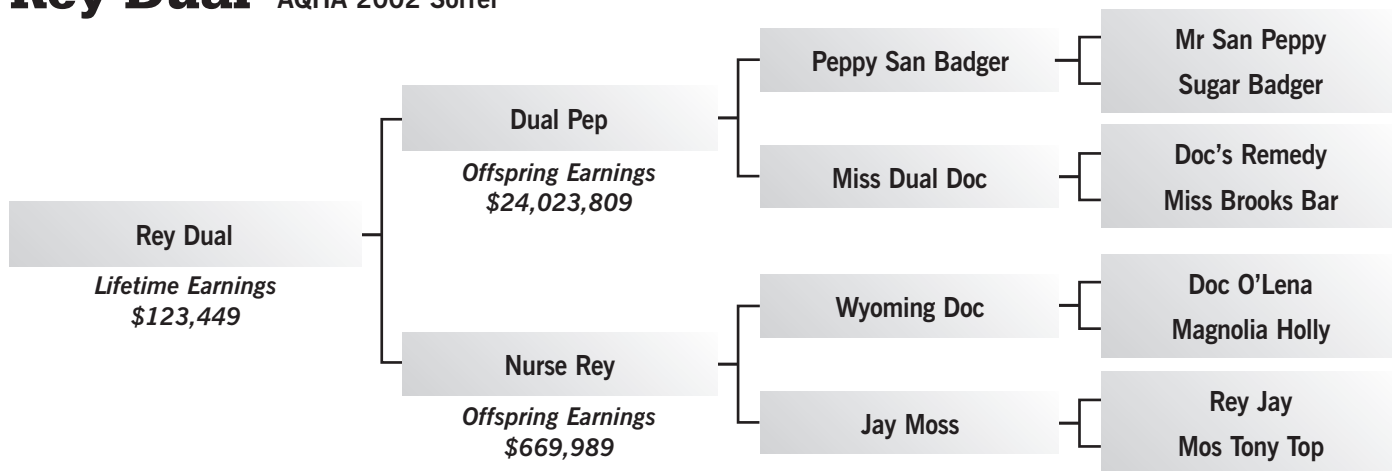 Rey Dual AQHA 2002 Sorrel
Peppy San Badger
Mr San Peppy
Sugar Badger
Dual Pep
Offspring Earnings
$24,023,809
Miss Dual Doc
Doc's Remedy
Miss Brooks Bar
Rey Dual
Lifetime Earnings
$123,449
Wyoming Doc
Doc O'Lena
Magnolia Holly
Nurse Rey
Offspring Earnings
$669,989
Jay Moss
Rey Jay
Mos Tony Top